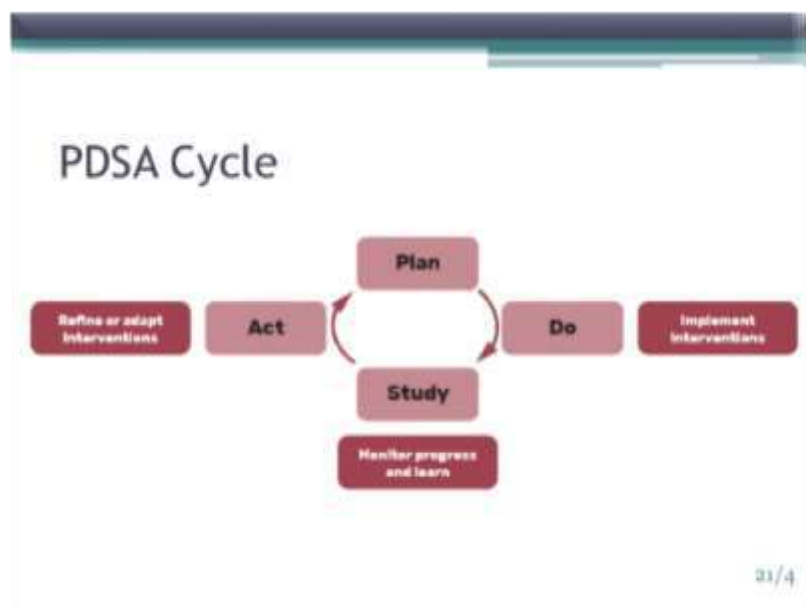 PDSA Cycle
Plan
Refine or adapt
interventions
Act
Do
Implement
interventions
Study
Monitor progress
and learn
21/4